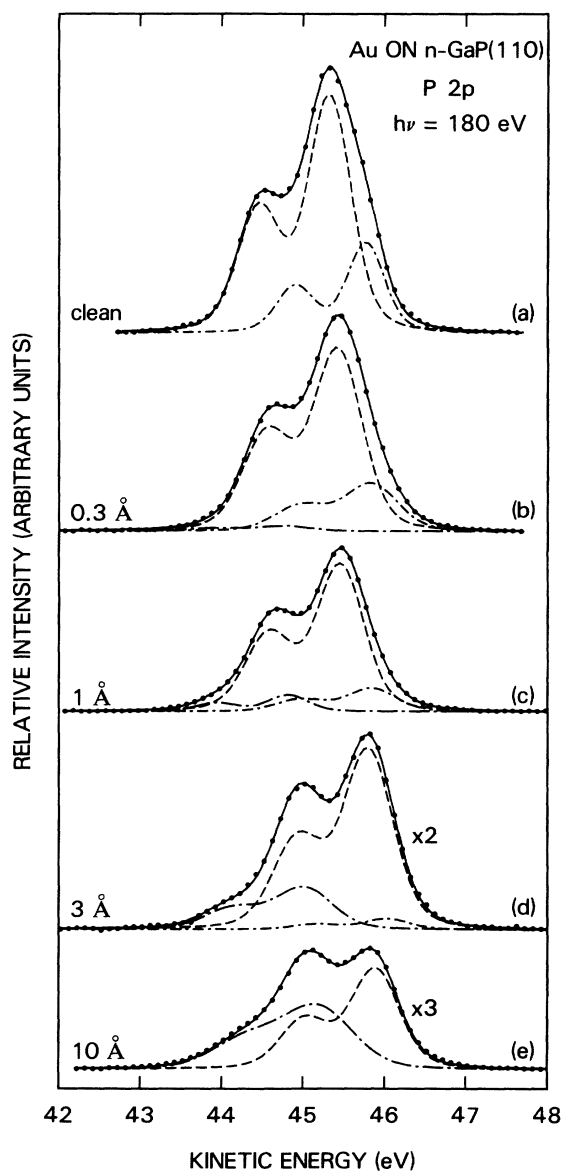 Au ON n-GaP(110)
P 2p
hν = 180 eV
clean
(a)
0.3 Å
(b)
1 Å
(c)
x2
3 Å
(d)
x3
10 Å
(e)
RELATIVE INTENSITY (ARBITRARY UNITS)
42 43 44 45 46 47 48
KINETIC ENERGY (eV)